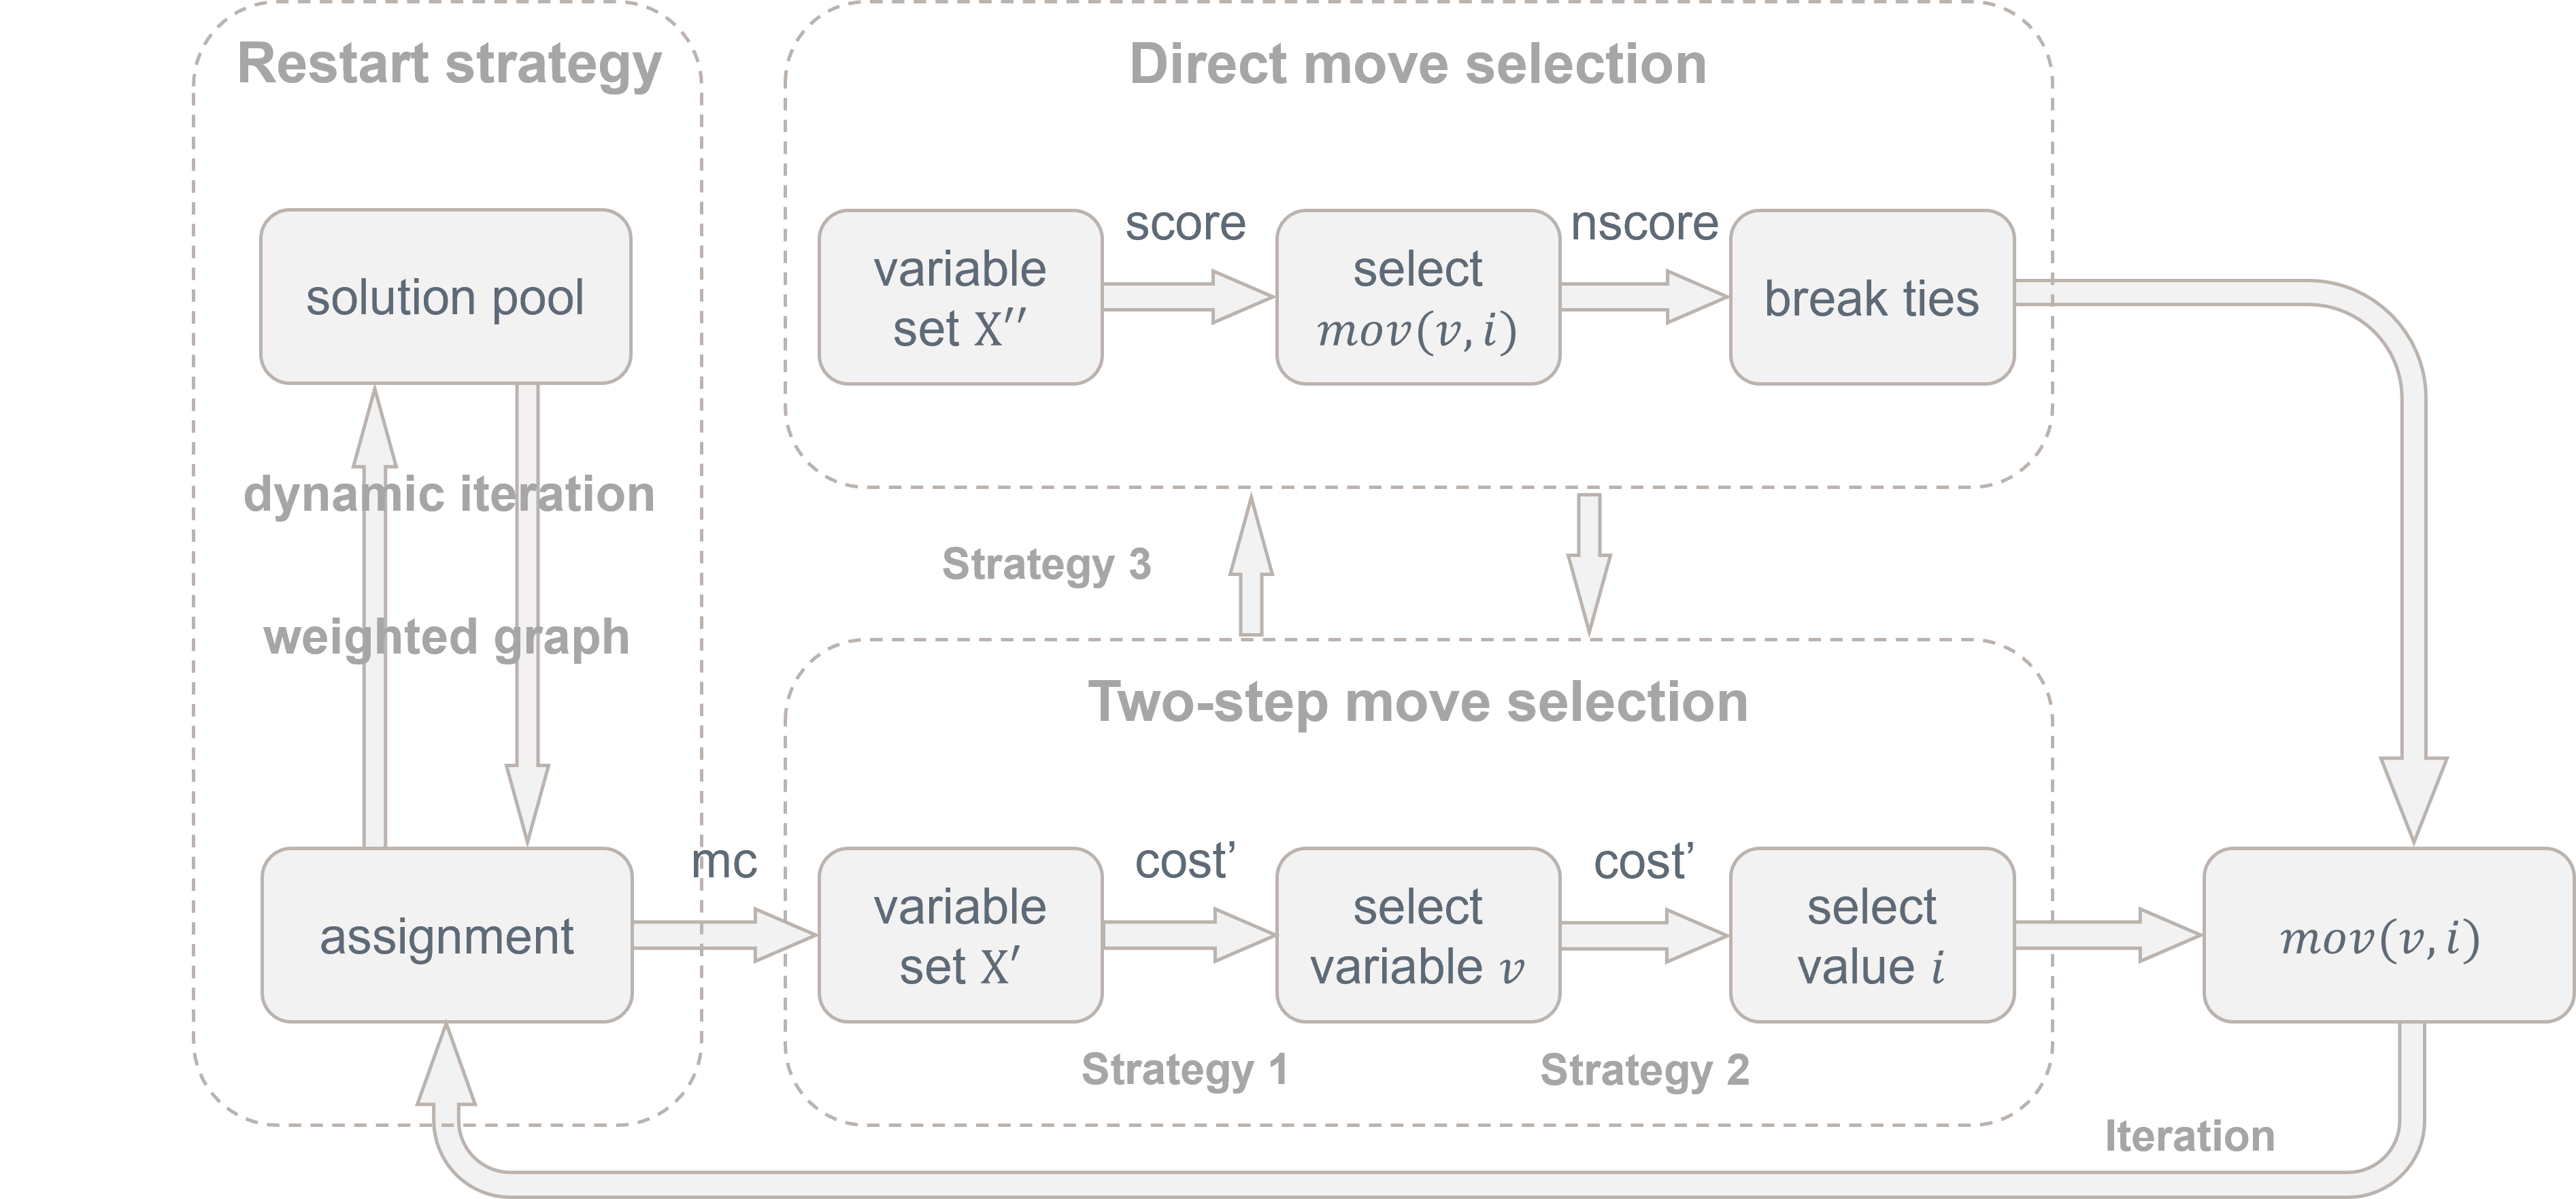 Restart strategy
solution pool
dynamic iteration
weighted graph
assignment
mc
Direct move selection
variable
set X′′
score
select
mov(v, i)
nscore
break ties
Strategy 3
Two-step move selection
variable
set X′
cost’
select
variable v
cost’
select
value i
Strategy 1
Strategy 2
mov(v, i)
Iteration